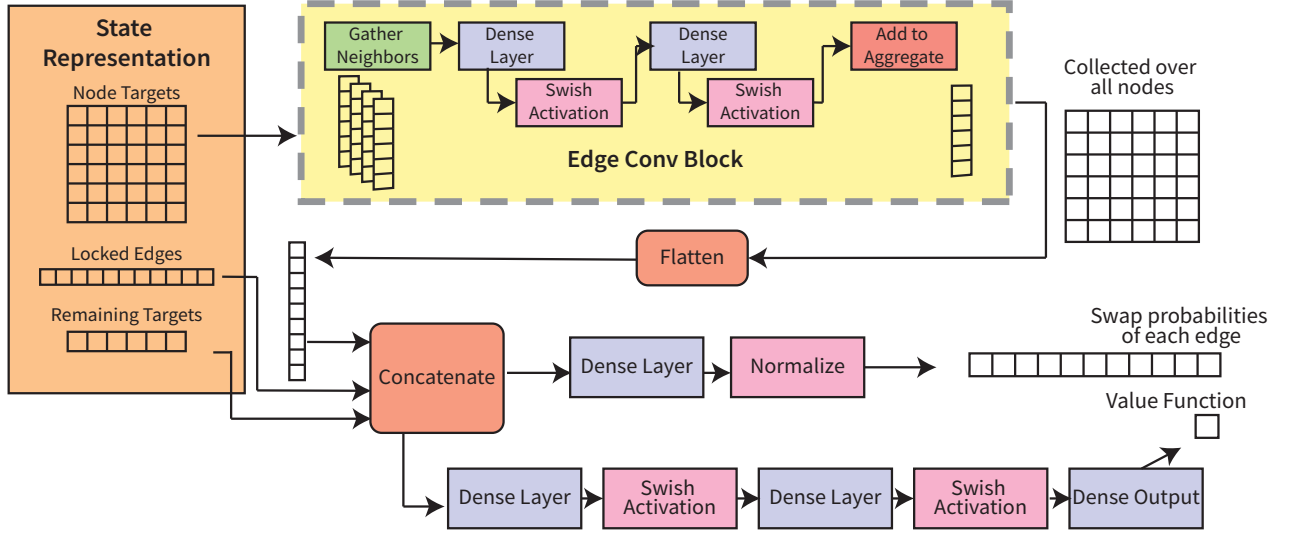 State
Representation
Node Targets
Locked Edges
Remaining Targets
Gather
Neighbors
Dense
Layer
Swish
Activation
Dense
Layer
Swish
Activation
Add to
Aggregate
Edge Conv Block
Collected over
all nodes
Flatten
Concatenate
Dense Layer
Normalize
Swap probabilities
of each edge
Value Function
Dense Layer
Swish
Activation
Dense Layer
Swish
Activation
Dense Output